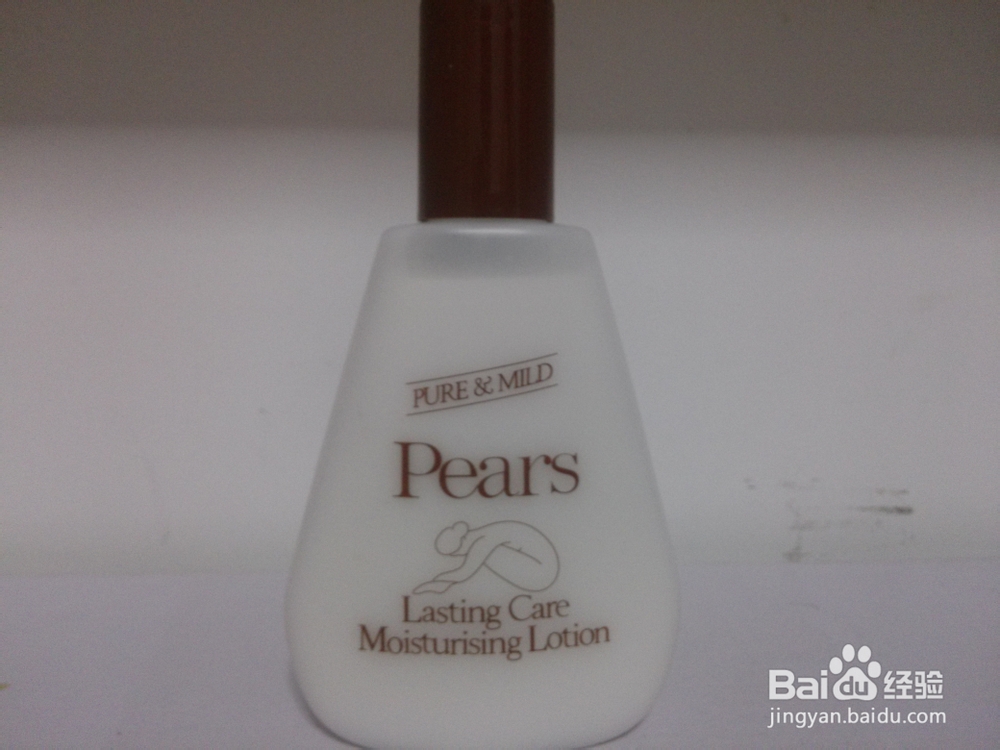 PURE & MILD
Pears
Lasting Care
Moisturising Lotion
Baidu经验
jingyan.baidu.com